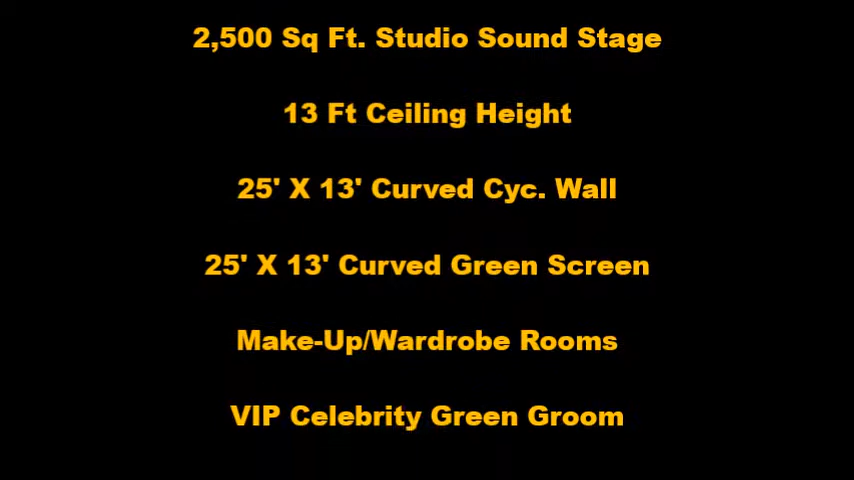 2,500 Sq Ft. Studio Sound Stage
13 Ft Ceiling Height
25' X 13' Curved Cyc. Wall
25' X 13' Curved Green Screen
Make-Up/Wardrobe Rooms
VIP Celebrity Green Groom